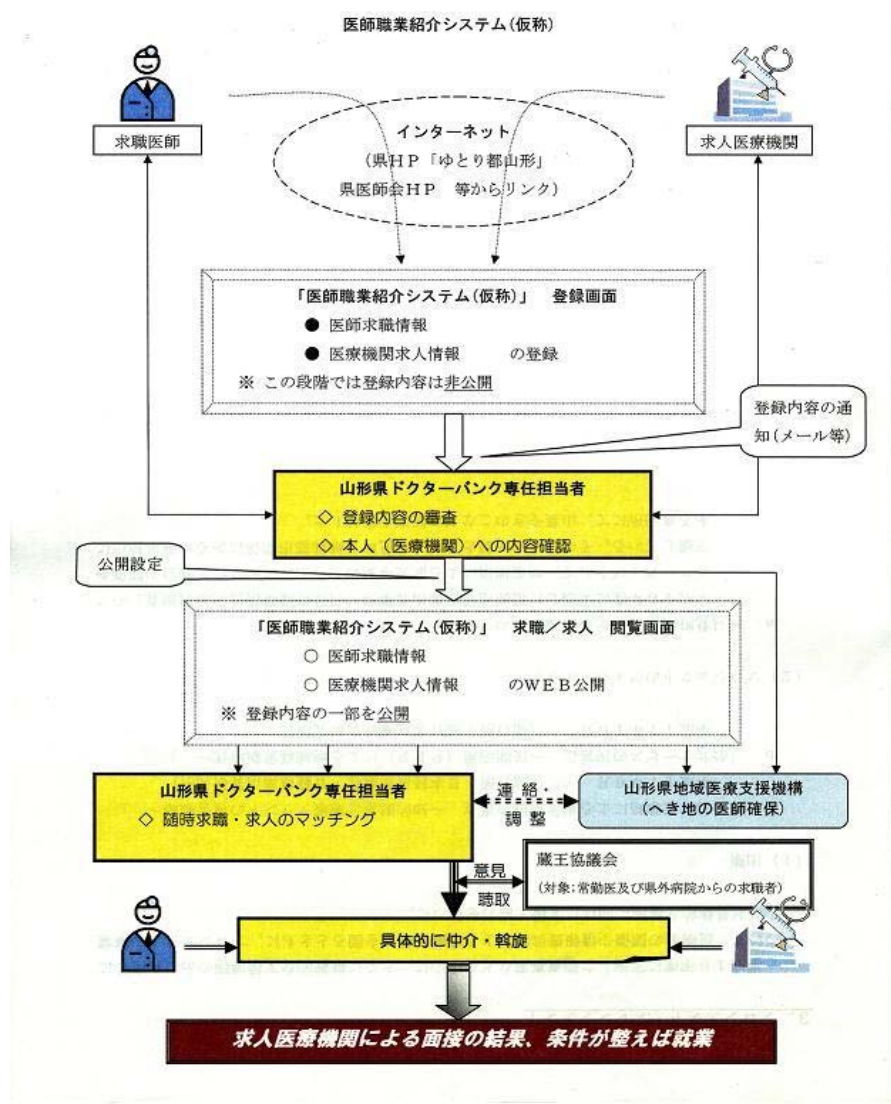 医師職業紹介システム(仮称)
求職医師
求人医療機関
インターネット
(県HP「ゆとり都山形」
県医師会HP 等からリンク)
「医師職業紹介システム(仮称)」 登録画面
● 医師求職情報
● 医療機関求人情報 の登録
※ この段階では登録内容は非公開
登録内容の通
知(メール等)
山形県ドクターバンク専任担当者
◇ 登録内容の審査
◇ 本人(医療機関)への内容確認
公開設定
「医師職業紹介システム(仮称)」 求職/求人 閲覧画面
○ 医師求職情報
○ 医療機関求人情報 のWEB公開
※ 登録内容の一部を公開
山形県ドクターバンク専任担当者
◇ 随時求職・求人のマッチング
連絡・
調整
山形県地域医療支援機構
(へき地の医師確保)
意見
聴取
蔵王協議会
(対象:常勤医及び県外病院からの求職者)
具体的に仲介・斡旋
求人医療機関による面接の結果、条件が整えば就業